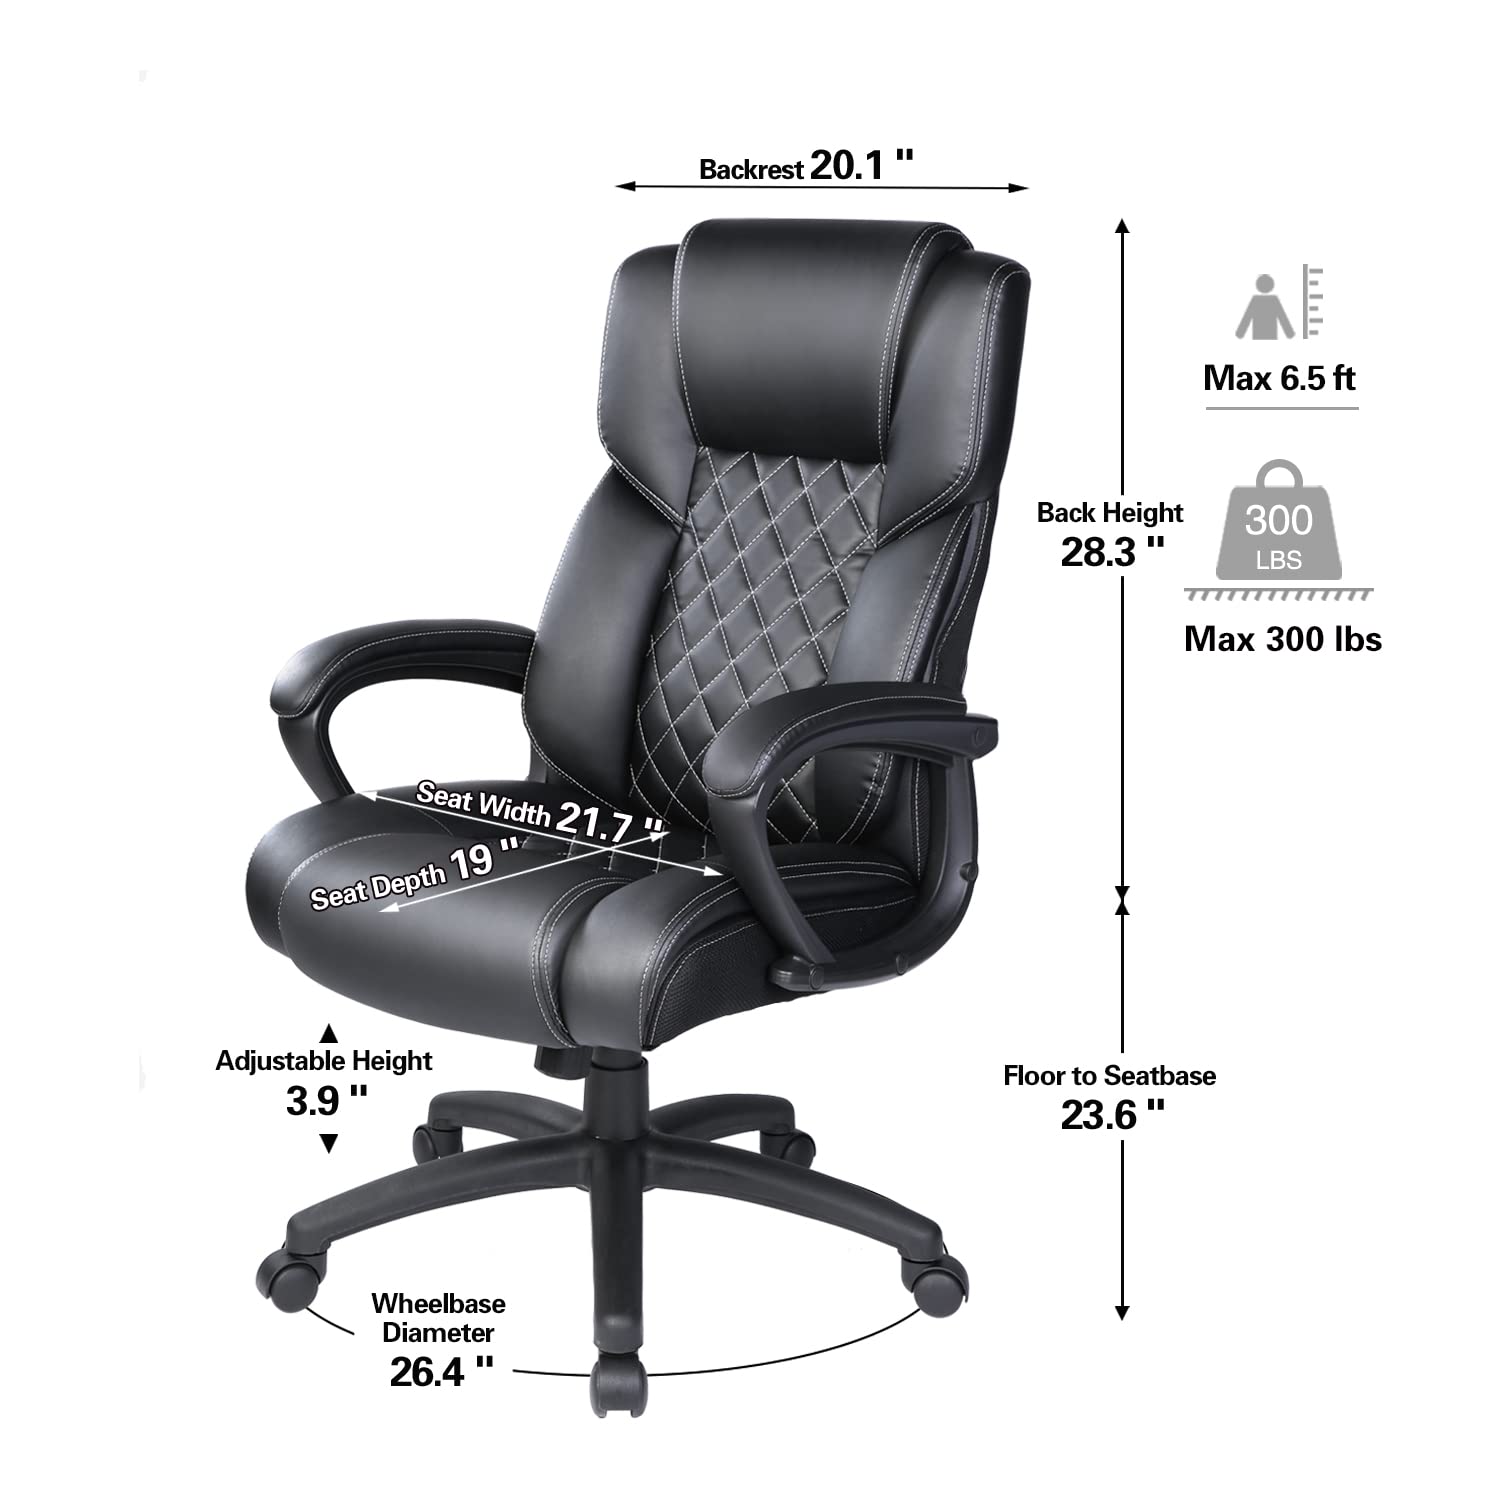 Backrest 20.1 "
Max 6.5 ft
Back Height
28.3 "
300
LBS
Max 300 lbs
Seat Width 21.7 "
Seat Depth 19 "
Adjustable Height
3.9 "
Floor to Seatbase
23.6 "
Wheelbase
Diameter
26.4 "